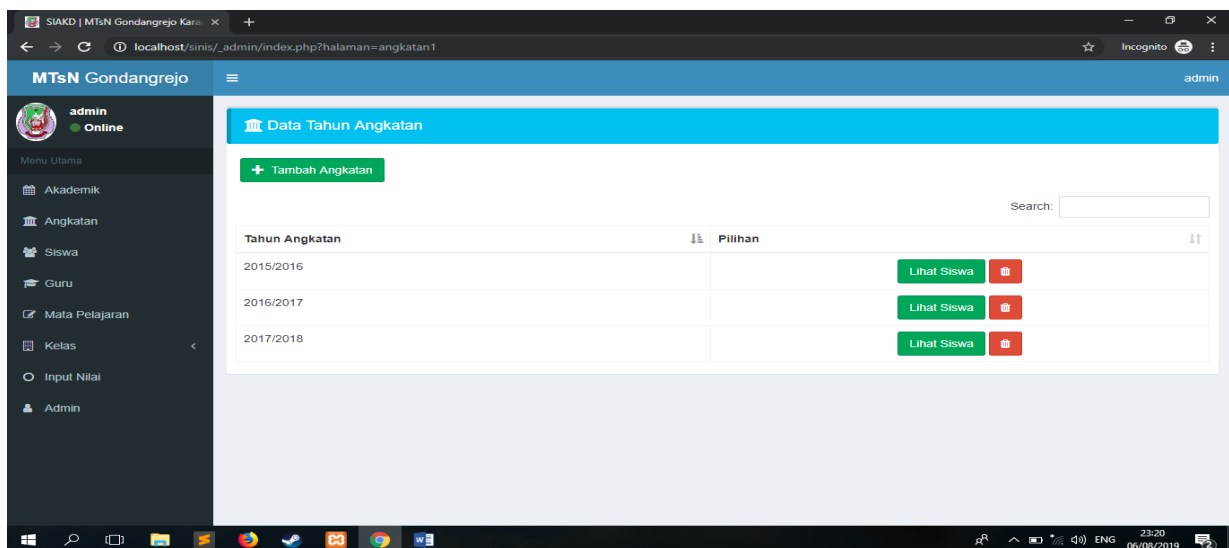 SIAKD | MTsN Gondangrejo Kara
localhost/sinis/_admin/index.php?halaman=angkatan1
Incognito
MTsN Gondangrejo
admin
admin
Online
Menu Utama
Akademik
Angkatan
Siswa
Guru
Mata Pelajaran
Kelas
Input Nilai
Admin
Data Tahun Angkatan
Tambah Angkatan
Search:
Tahun Angkatan Pilihan
2015/2016 Lihat Siswa
2016/2017 Lihat Siswa
2017/2018 Lihat Siswa
ENG
23:20
06/08/2019
2